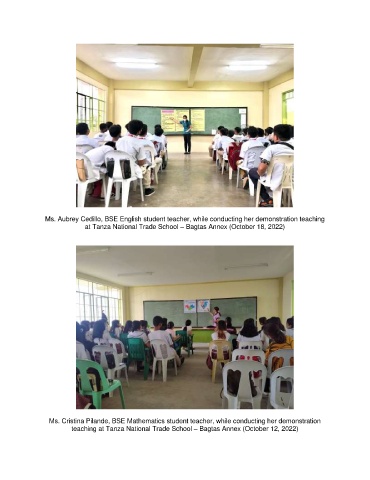 Ms. Aubrey Cedillo, BSE English student teacher, while conducting her demonstration teaching
at Tanza National Trade School – Bagtas Annex (October 18, 2022)
Ms. Cristina Pilande, BSE Mathematics student teacher, while conducting her demonstration
teaching at Tanza National Trade School – Bagtas Annex (October 12, 2022)